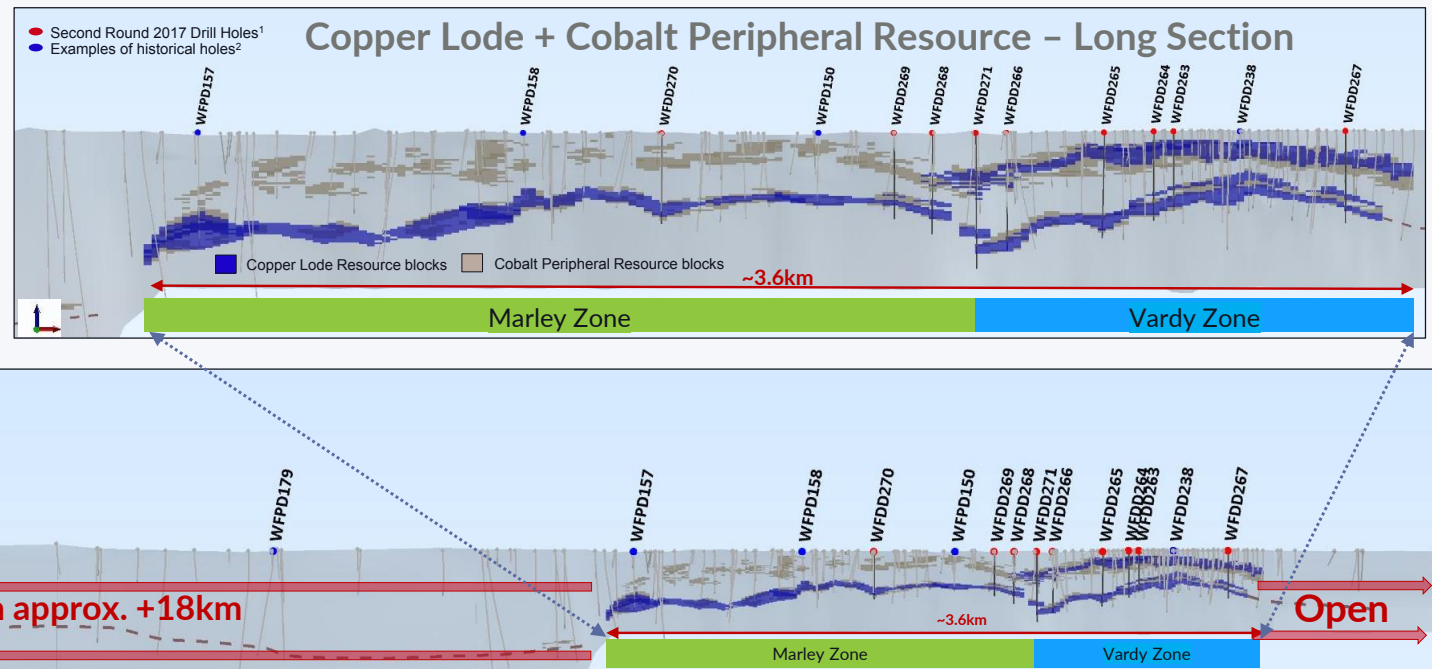 Second Round 2017 Drill Holes¹
Examples of historical holes²
Copper Lode + Cobalt Peripheral Resource – Long Section
WFPD157
WFPD158
WFDD270
WFPD150
WFDD269
WFDD268
WFDD271
WFDD266
WFDD265
WFDD264
WFDD263
WFDD238
WFDD267
Copper Lode Resource blocks
Cobalt Peripheral Resource blocks
~3.6km
Marley Zone
Vardy Zone
WFPD179
WFPD157
WFPD158
WFDD270
WFPD150
WFDD269
WFDD268
WFDD271
WFDD266
WFDD265
WFDD264
WFDD263
WFDD238
WFDD267
approx. +18km
~3.6km
Open
Marley Zone
Vardy Zone